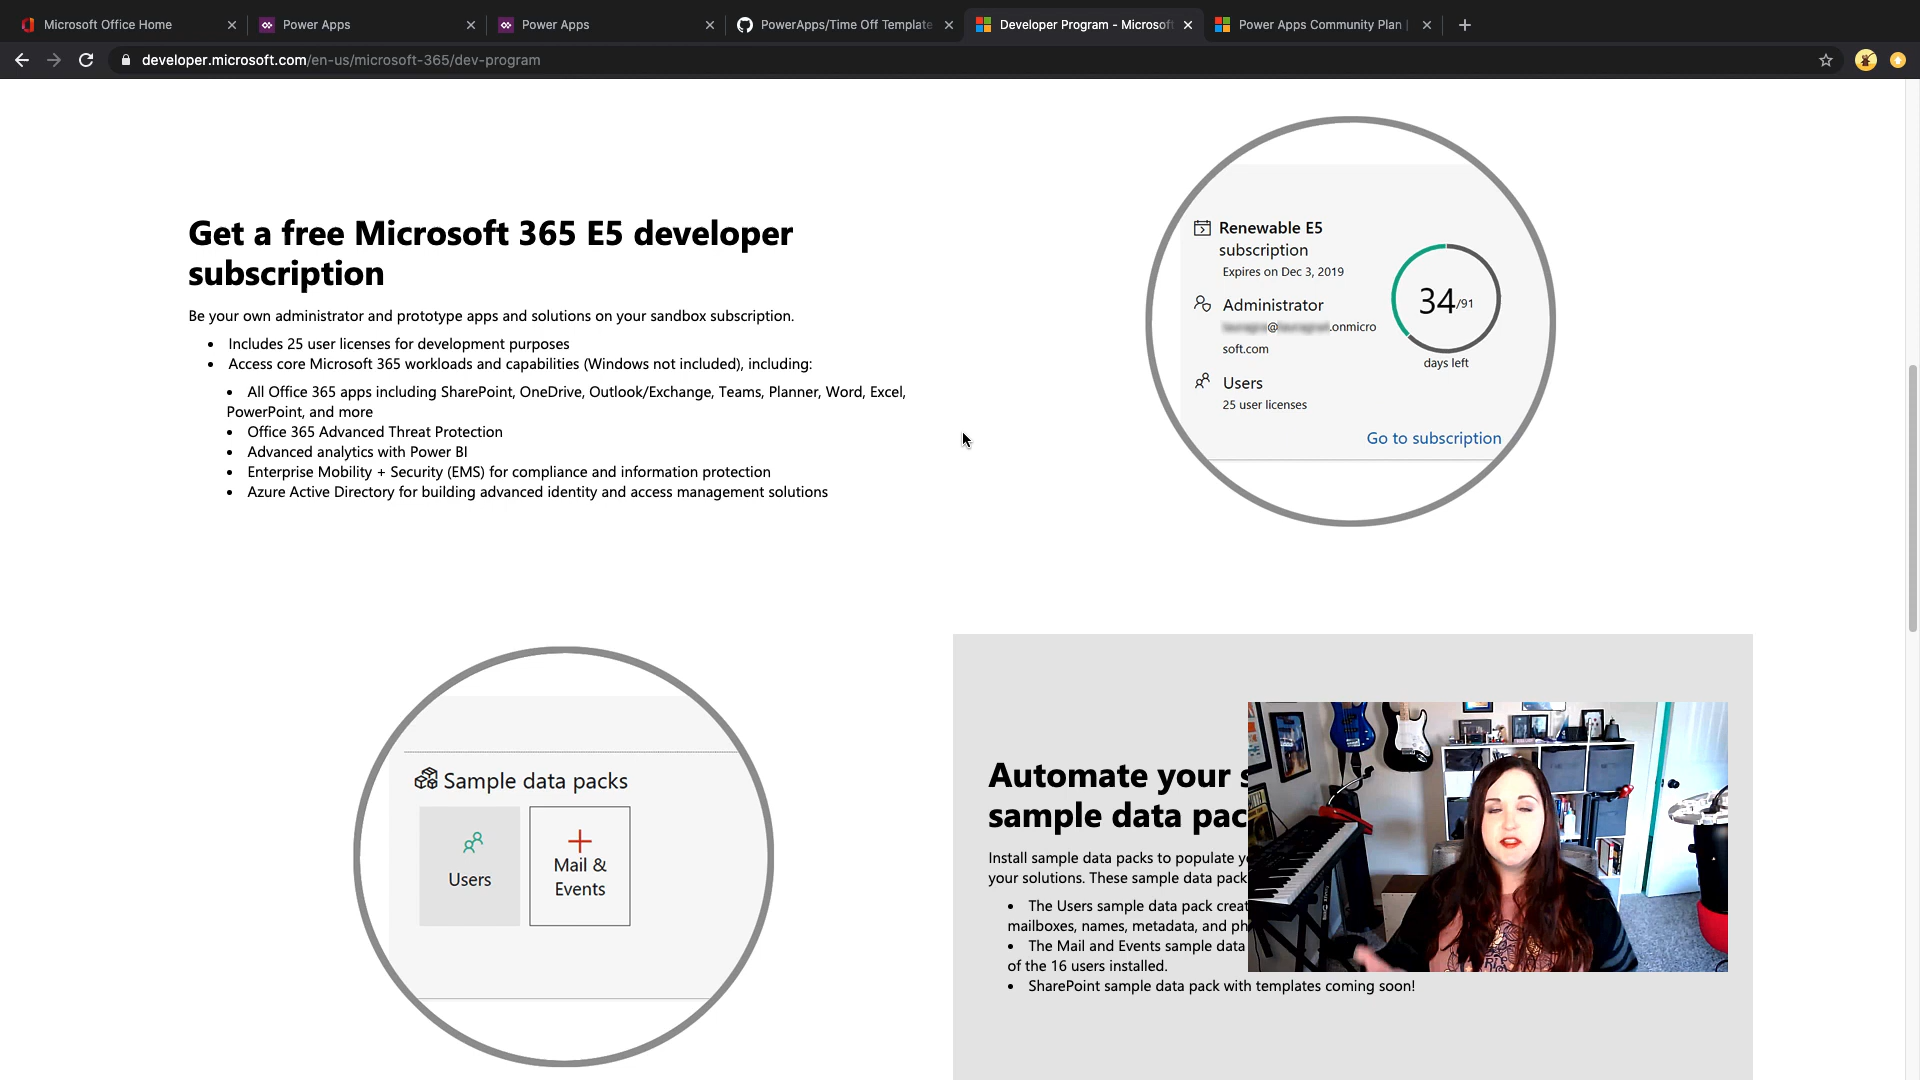 Microsoft Office Home
Power Apps
Power Apps
PowerApps/Time Off Template
Developer Program - Microsoft
Power Apps Community Plan |
developer.microsoft.com/en-us/microsoft-365/dev-program
Get a free Microsoft 365 E5 developer
subscription
Be your own administrator and prototype apps and solutions on your sandbox subscription.
• Includes 25 user licenses for development purposes
• Access core Microsoft 365 workloads and capabilities (Windows not included), including:
• All Office 365 apps including SharePoint, OneDrive, Outlook/Exchange, Teams, Planner, Word, Excel,
PowerPoint, and more
• Office 365 Advanced Threat Protection
• Advanced analytics with Power BI
• Enterprise Mobility + Security (EMS) for compliance and information protection
• Azure Active Directory for building advanced identity and access management solutions
Renewable E5
subscription
Expires on Dec 3, 2019
Administrator
@ .onmicro
soft.com
Users
25 user licenses
34/91
days left
Go to subscription
Sample data packs
Users
Mail &
Events
Automate your
sample data pac
Install sample data packs to populate
your solutions. These sample data pack
• The Users sample data pack creat
mailboxes, names, metadata, and ph
• The Mail and Events sample data
of the 16 users installed.
• SharePoint sample data pack with templates coming soon!